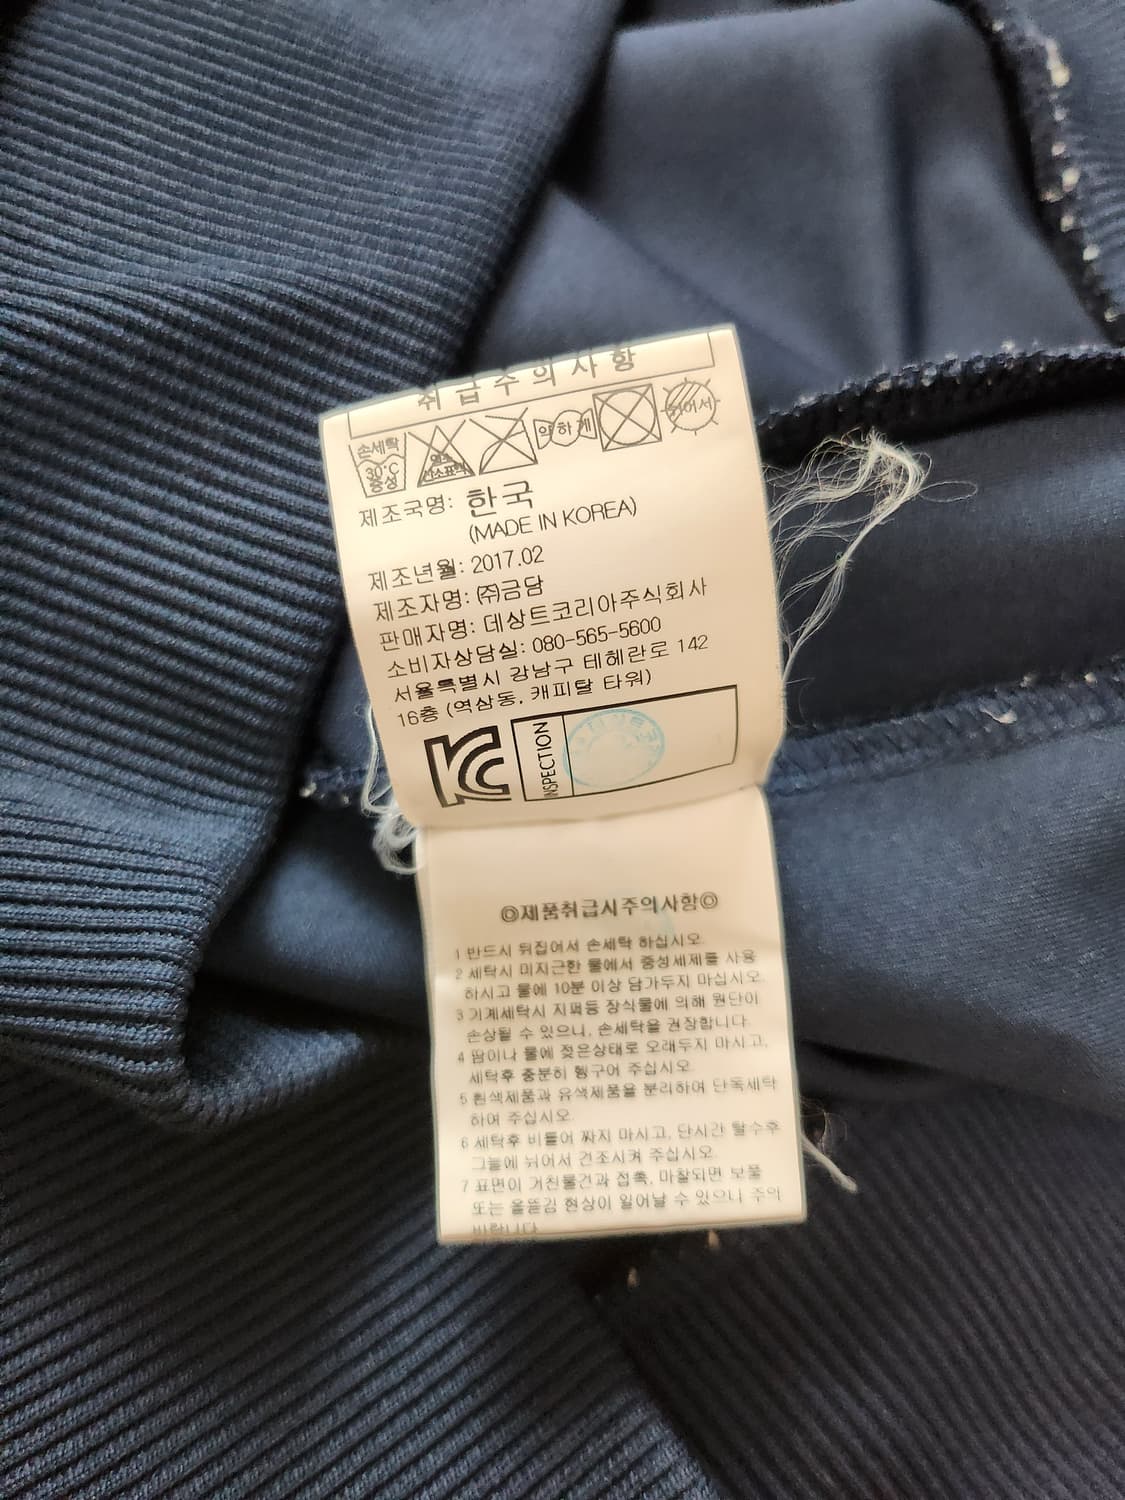 취급주의사항
손세탁
30℃
중성
염소
산소표백
약하게
뉘어서
제조국명: 한국
(MADE IN KOREA)
제조년월: 2017.02
제조자명: ㈜금담
판매자명: 데상트코리아주식회사
소비자상담실: 080-565-5600
서울특별시 강남구 테헤란로 142
16층 (역삼동, 캐피탈 타워)
KC
INSPECTION
◎제품취급시주의사항◎
1 반드시 뒤집어서 손세탁 하십시오.
2 세탁시 미지근한 물에서 중성세제를 사용
하시고 물에 10분 이상 담가두지 마십시오.
3 기계세탁시 지퍼등 장식물에 의해 원단이
손상될 수 있으니, 손세탁을 권장합니다.
4 땀이나 물에 젖은상태로 오래두지 마시고,
세탁후 충분히 헹구어 주십시오.
5 흰색제품과 유색제품을 분리하여 단독세탁
하여 주십시오.
6 세탁후 비틀어 짜지 마시고, 단시간 탈수후
그늘에 뉘어서 건조시켜 주십시오.
7 표면이 거친물건과 접촉, 마찰되면 보풀
또는 올뜯김 현상이 일어날 수 있으니 주의
바랍니다.